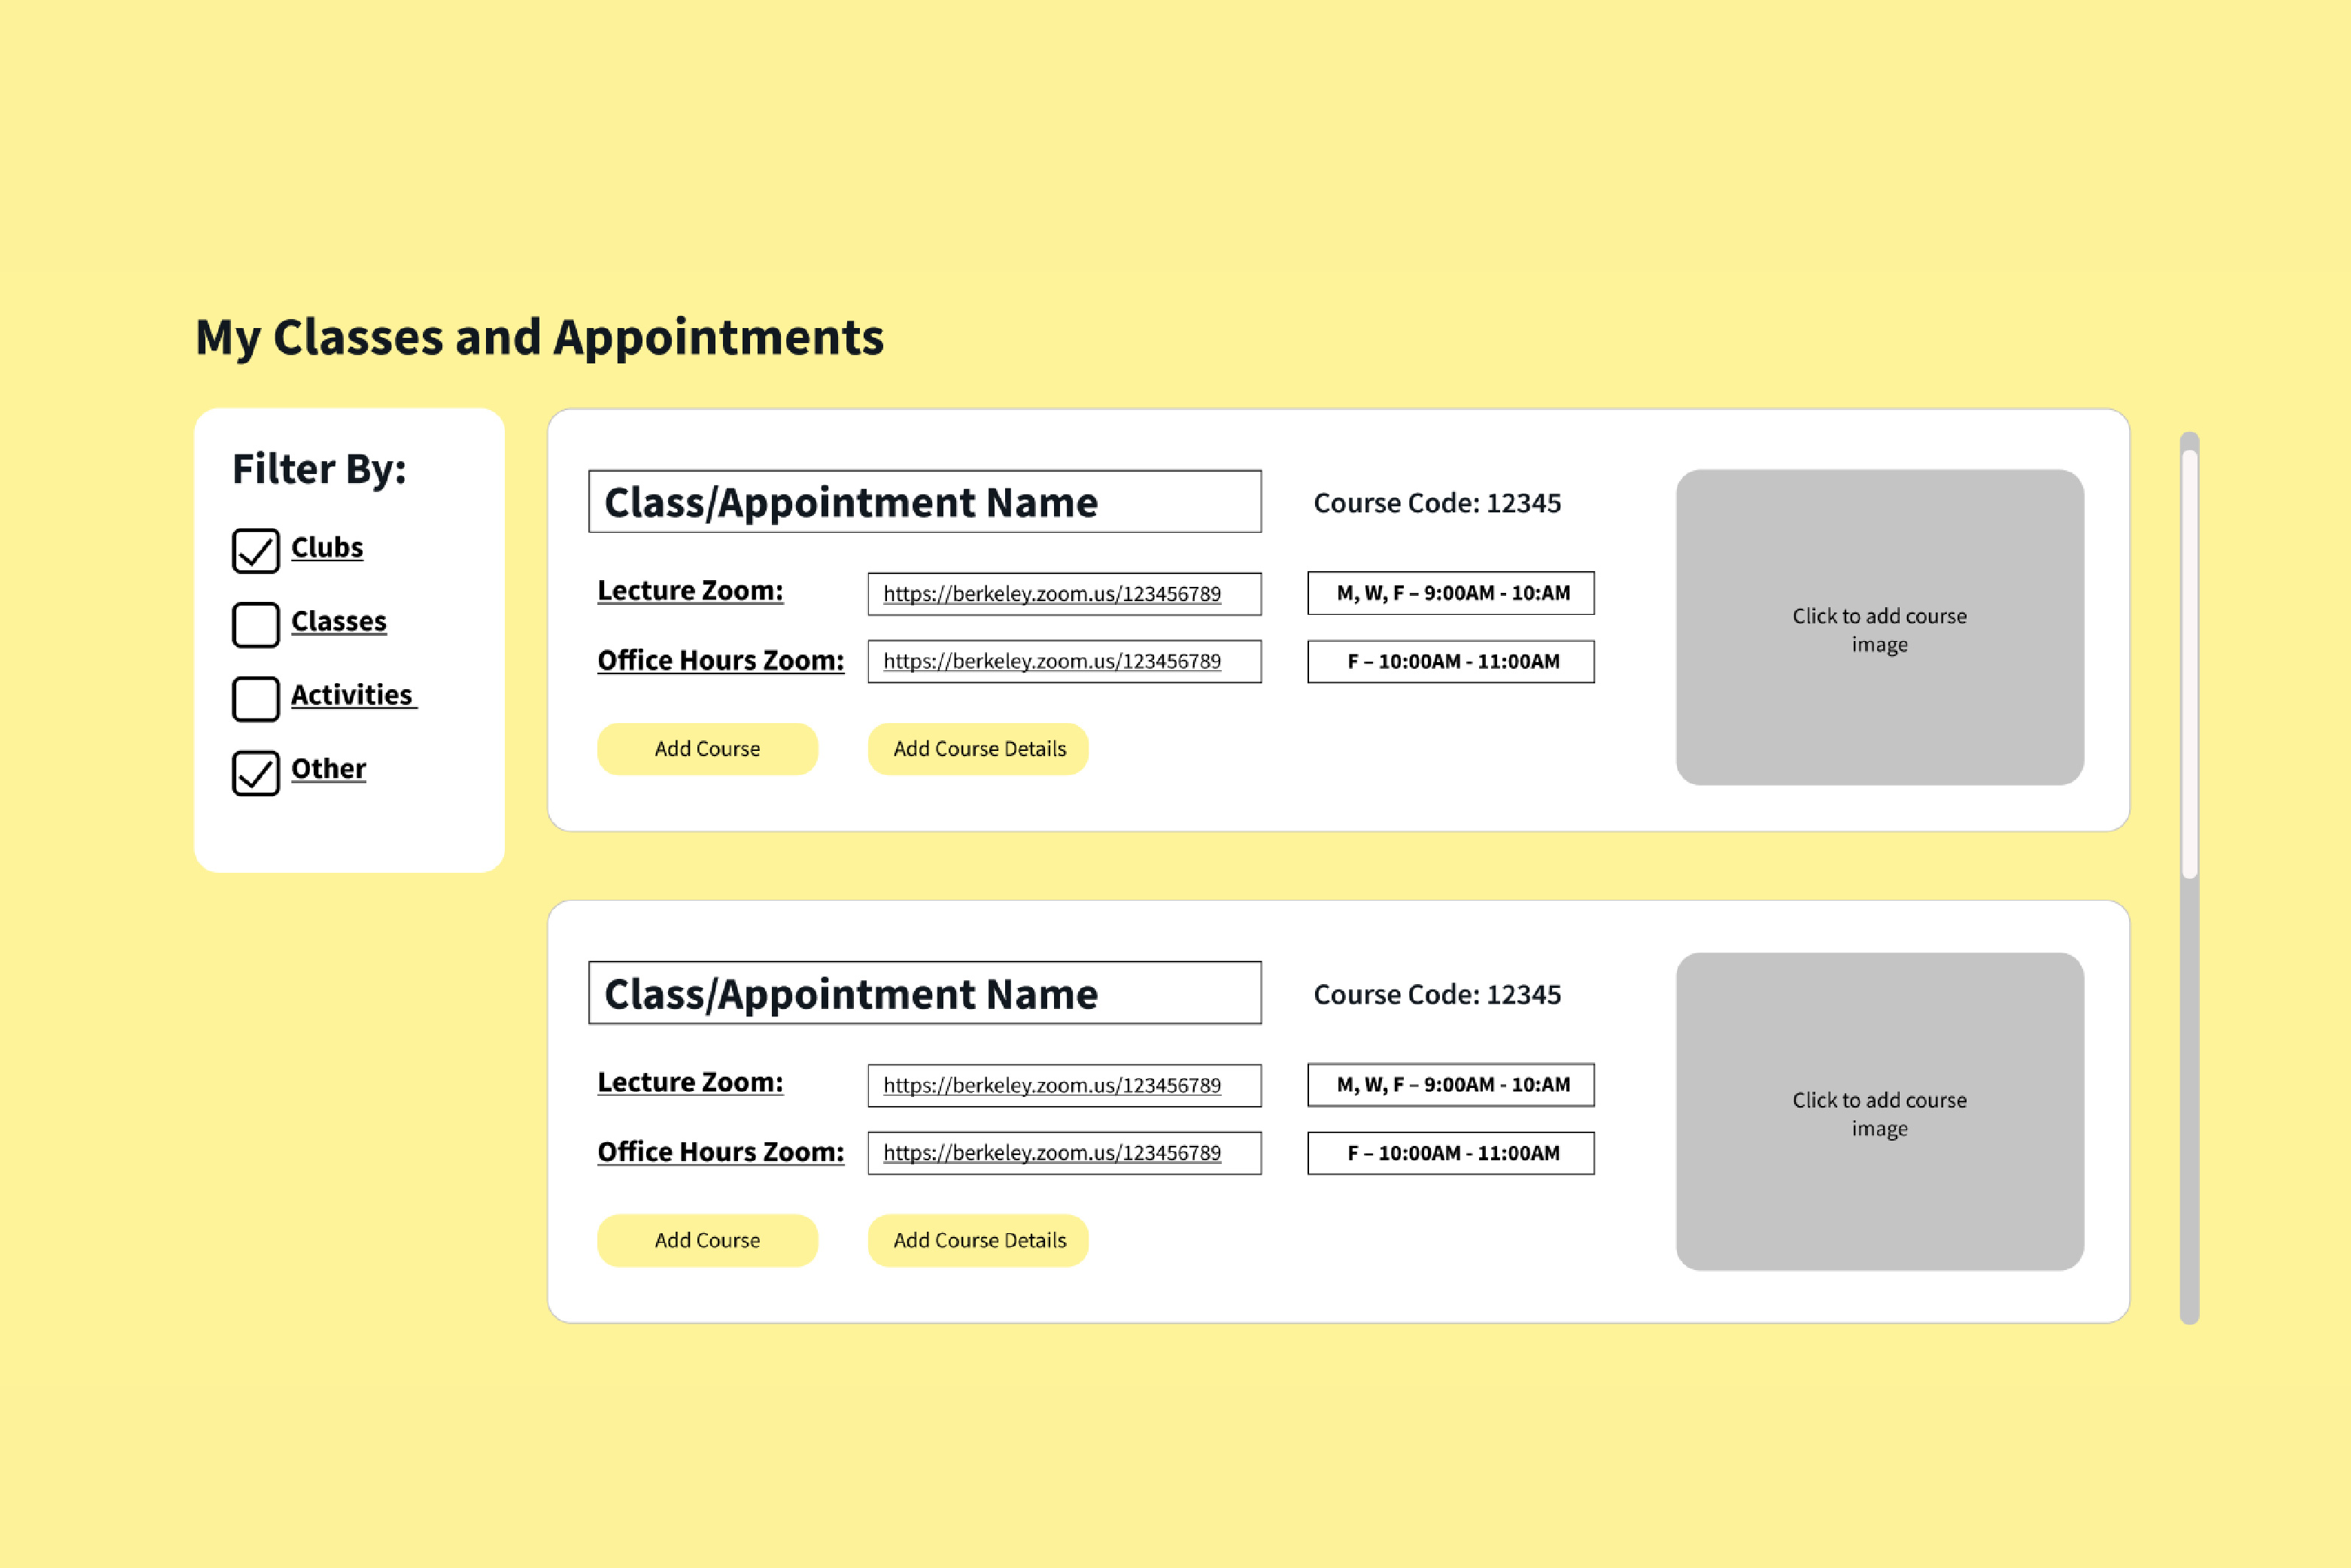 My Classes and Appointments
Filter By:
Clubs
Classes
Activities
Other
Class/Appointment Name
Course Code: 12345
Lecture Zoom:
https://berkeley.zoom.us/123456789
M, W, F – 9:00AM - 10:AM
Office Hours Zoom:
https://berkeley.zoom.us/123456789
F – 10:00AM - 11:00AM
Add Course
Add Course Details
Click to add course
image
Class/Appointment Name
Course Code: 12345
Lecture Zoom:
https://berkeley.zoom.us/123456789
M, W, F – 9:00AM - 10:AM
Office Hours Zoom:
https://berkeley.zoom.us/123456789
F – 10:00AM - 11:00AM
Add Course
Add Course Details
Click to add course
image